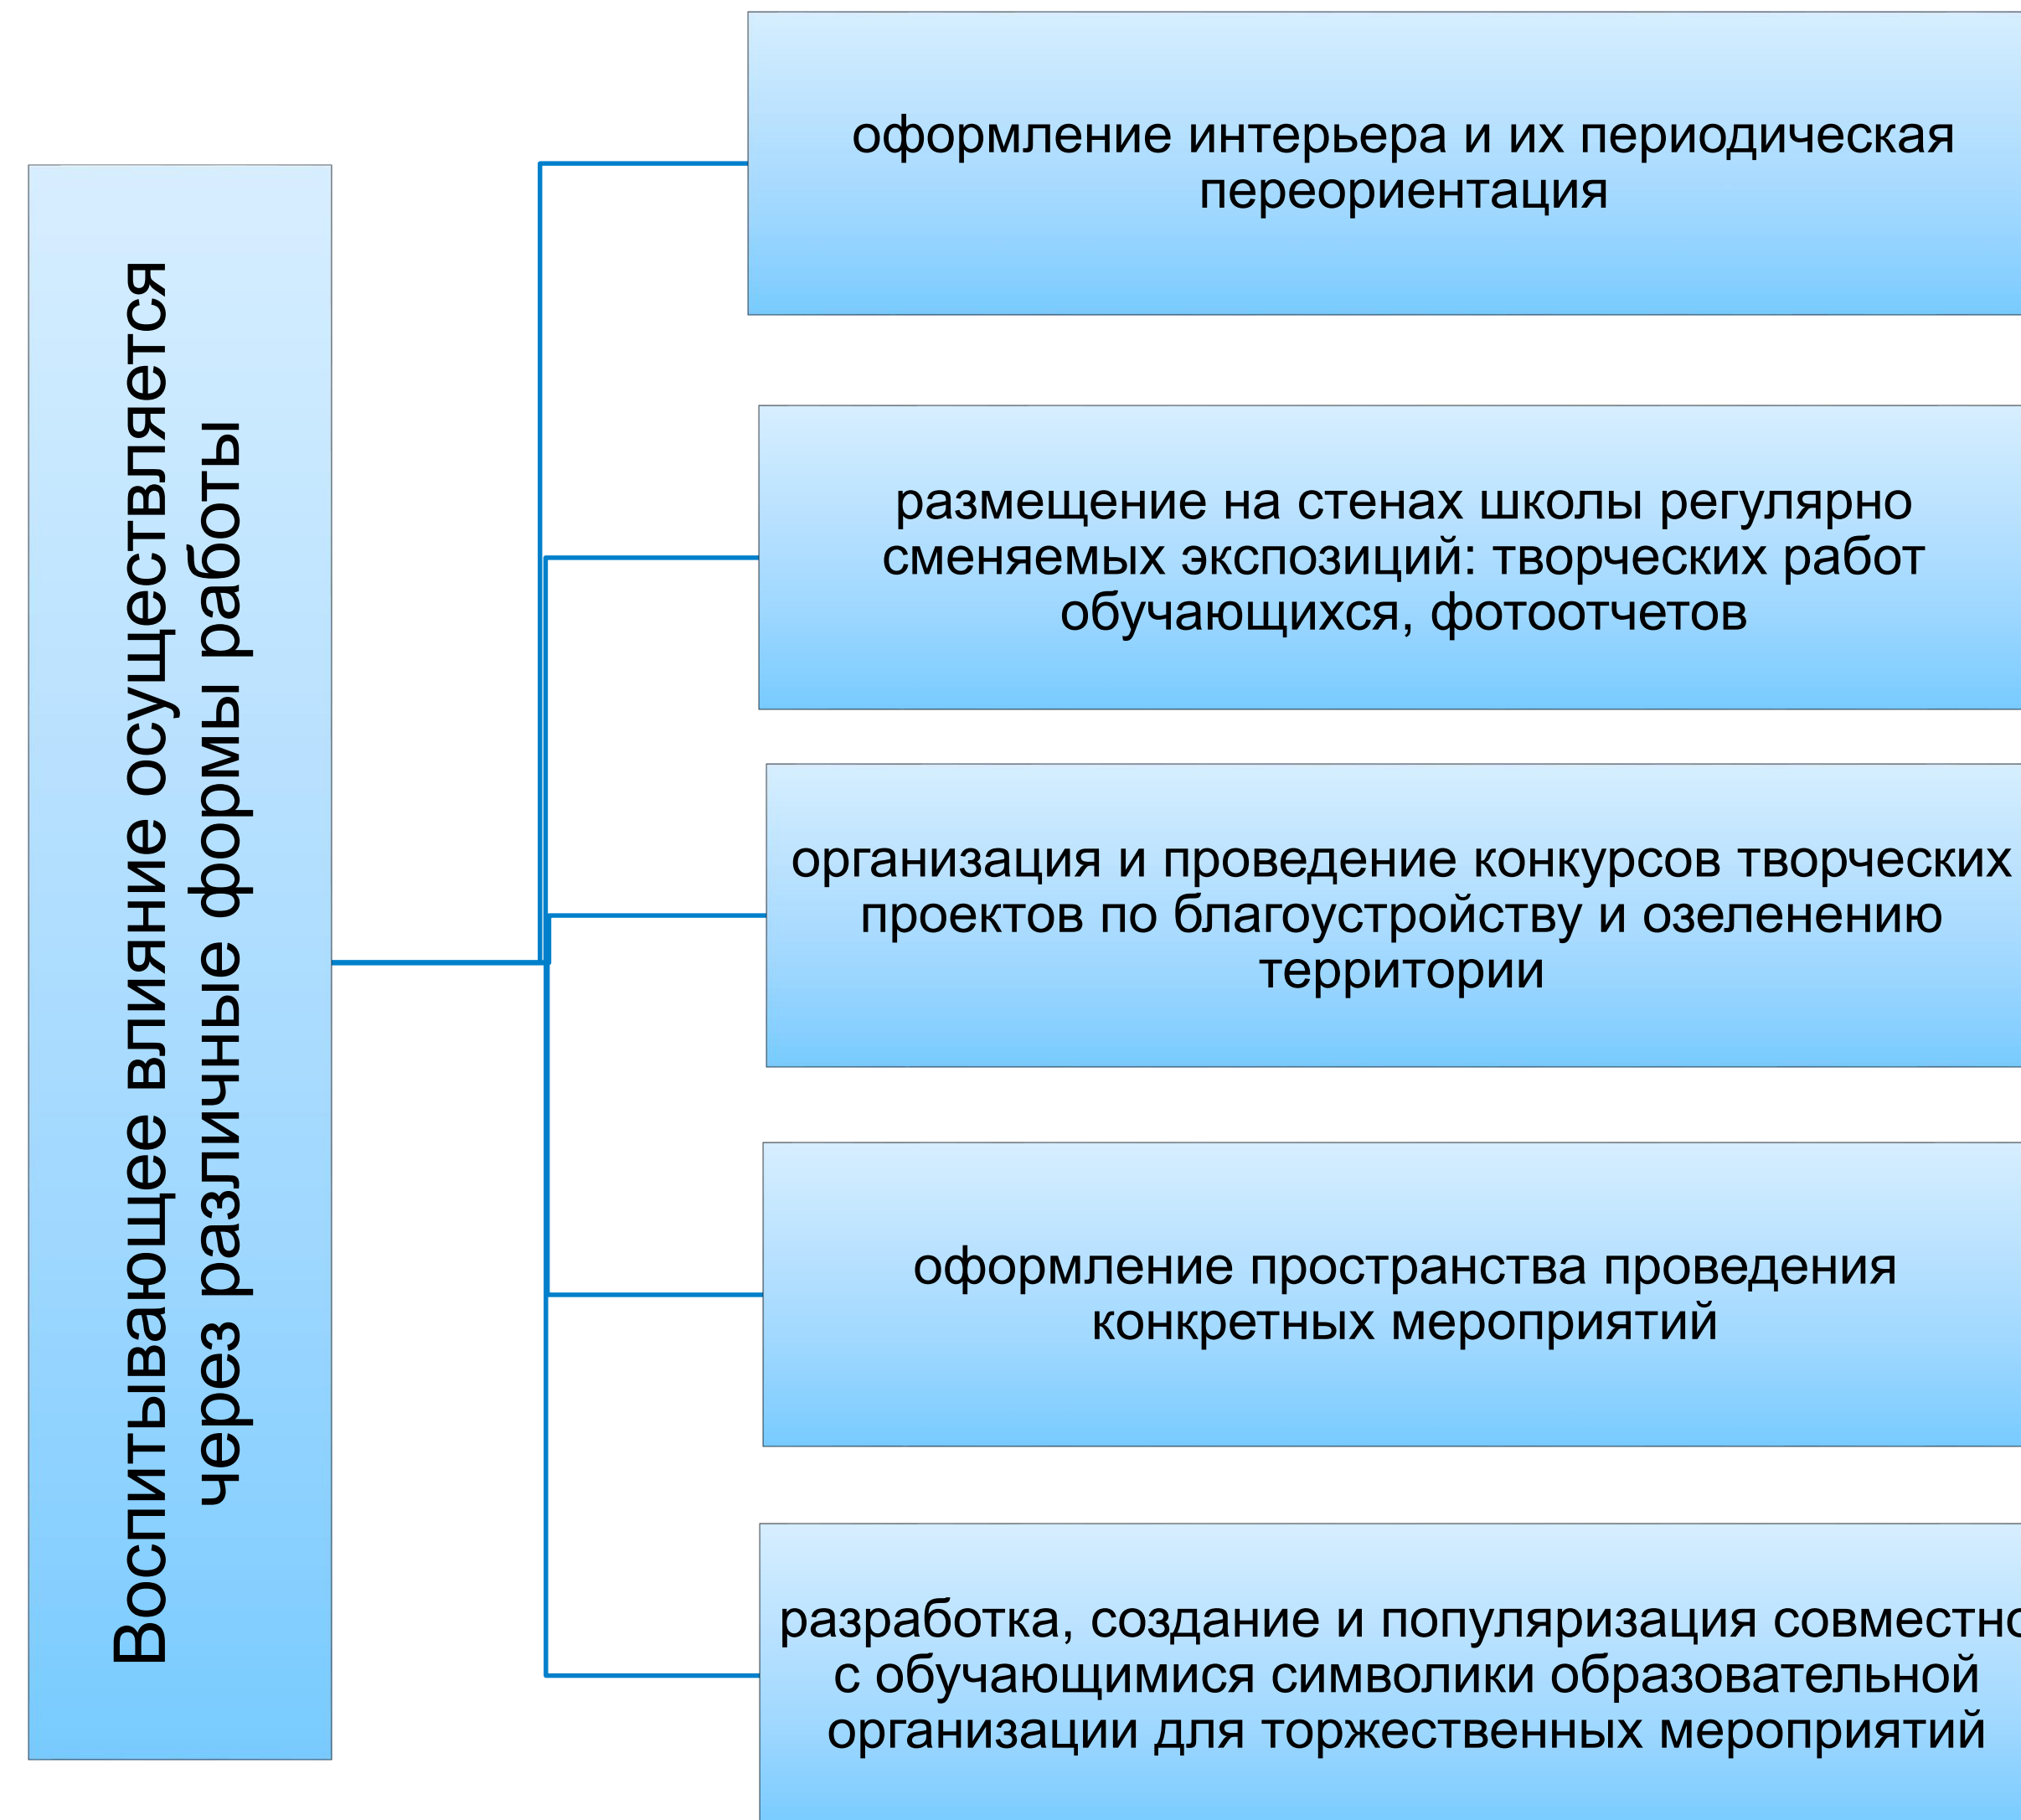 Воспитывающее влияние осуществляется
через различные формы работы
оформление интерьера и их периодическая
переориентация
размещение на стенах школы регулярно
сменяемых экспозиций: творческих работ
обучающихся, фотоотчетов
организация и проведение конкурсов творческих
проектов по благоустройству и озеленению
территории
оформление пространства проведения
конкретных мероприятий
разработка, создание и популяризация совместно
с обучающимися символики образовательной
организации для торжественных мероприятий